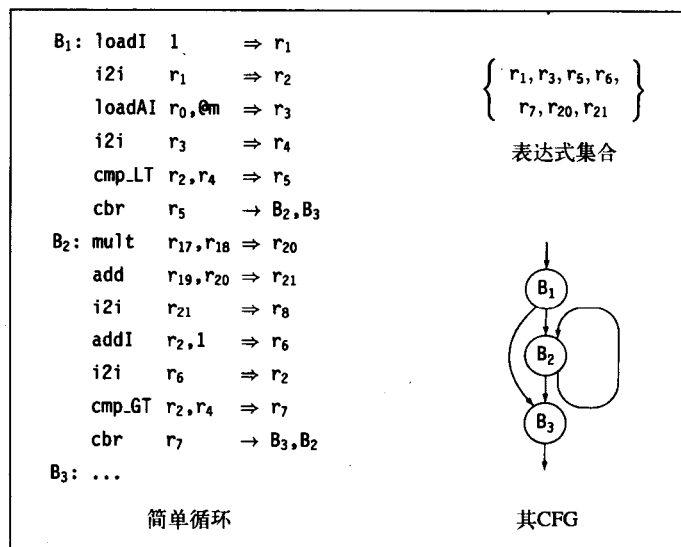 B₁: loadI 1 ⇒ r₁
i2i r₁ ⇒ r₂
loadAI r₀,@m ⇒ r₃
i2i r₃ ⇒ r₄
cmp_LT r₂,r₄ ⇒ r₅
cbr r₅ → B₂,B₃
B₂: mult r₁₇,r₁₈ ⇒ r₂₀
add r₁₉,r₂₀ ⇒ r₂₁
i2i r₂₁ ⇒ r₈
addI r₂,1 ⇒ r₆
i2i r₆ ⇒ r₂
cmp_GT r₂,r₄ ⇒ r₇
cbr r₇ → B₃,B₂
B₃: ...
简单循环
{ r₁, r₃, r₅, r₆,
r₇, r₂₀, r₂₁ }
表达式集合
B₁
B₂
B₃
其CFG